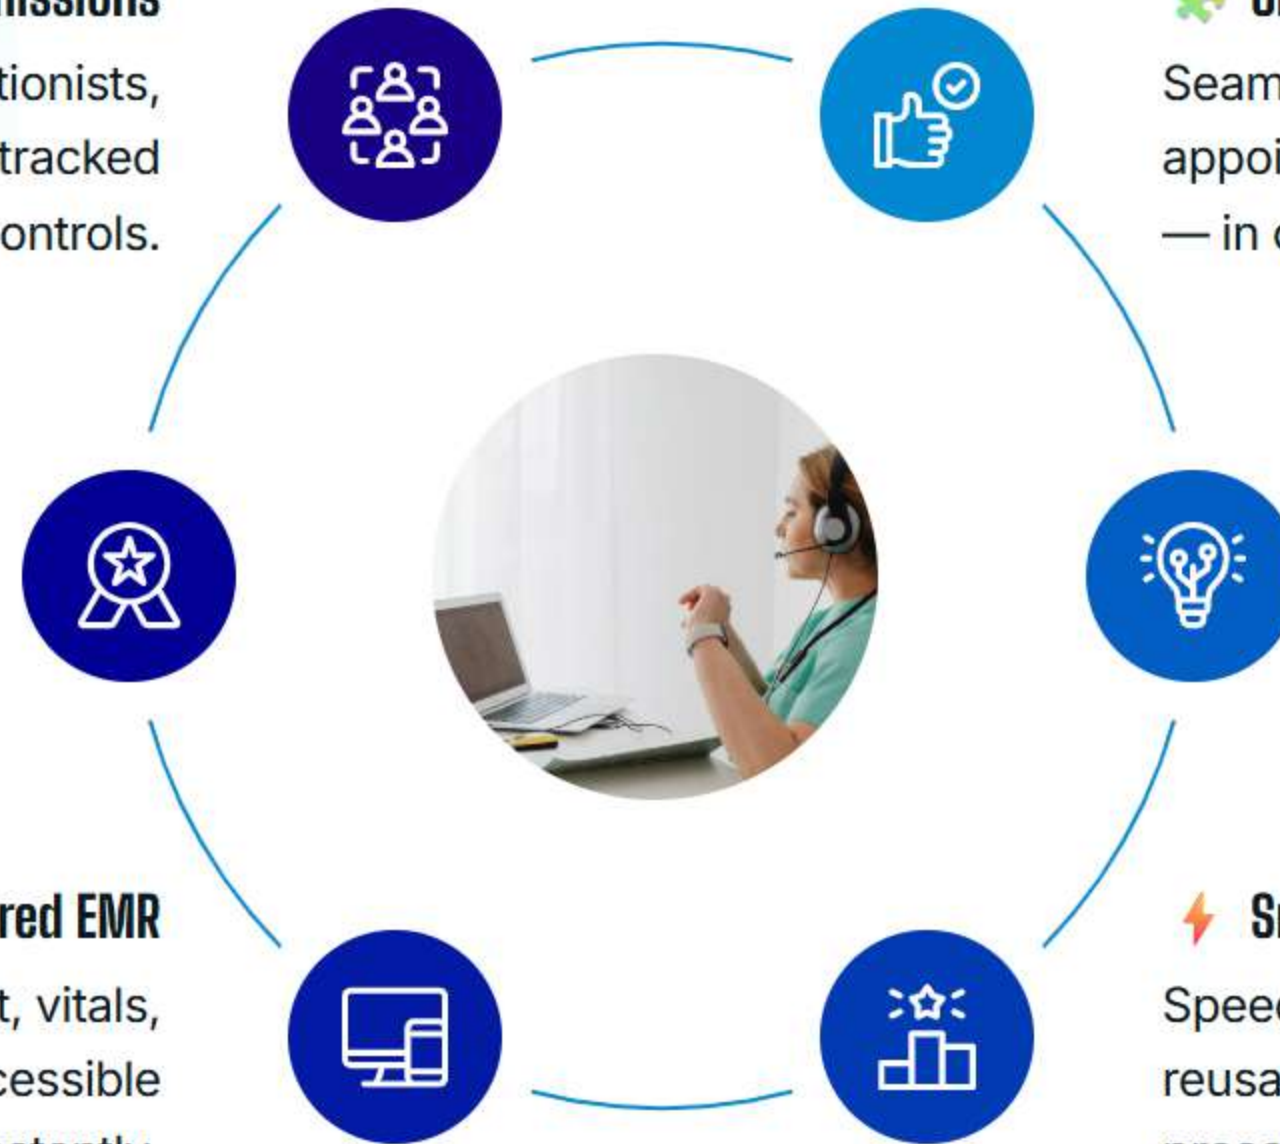 tionists,
tracked
ontrols.
Seam
appoi
— in
red EMR
t, vitals,
cessible
Speed
reusa